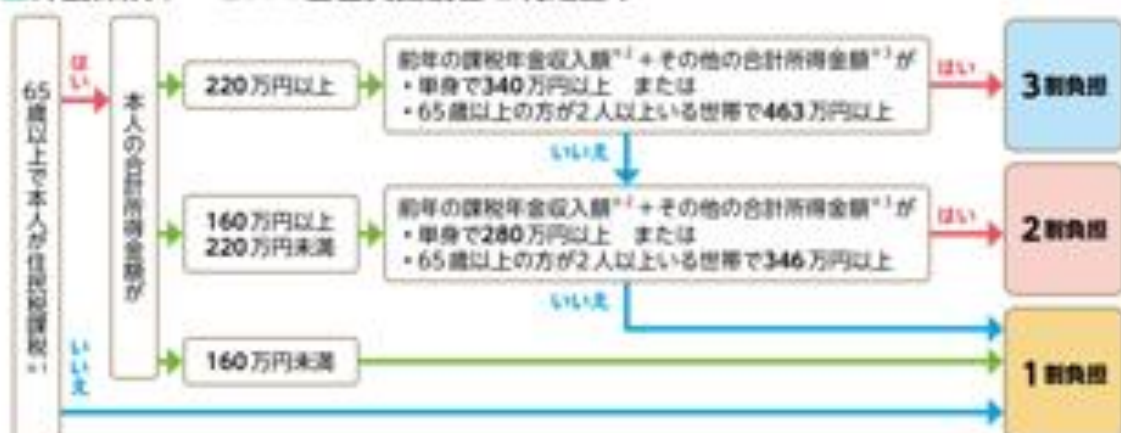 65歳以上で本人が住民税課税※1
はい
いいえ
本人の合計所得金額が
220万円以上
前年の課税年金収入額※2＋その他の合計所得金額※3が
・単身で340万円以上　または
・65歳以上の方が2人以上いる世帯で463万円以上
はい
3割負担
いいえ
160万円以上
220万円未満
前年の課税年金収入額※2＋その他の合計所得金額※3が
・単身で280万円以上　または
・65歳以上の方が2人以上いる世帯で346万円以上
はい
2割負担
いいえ
160万円未満
1割負担